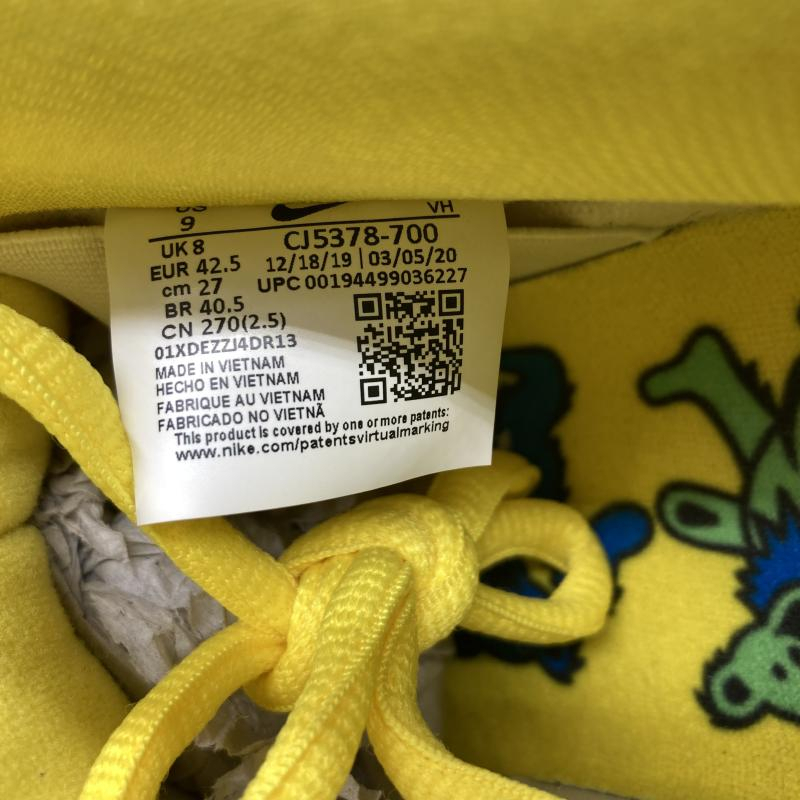 US
9
VH
UK 8
CJ5378-700
EUR 42.5
12/18/19 | 03/05/20
cm 27
UPC 00194499036227
BR 40.5
CN 270(2.5)
01XDEZZJ4DR13
MADE IN VIETNAM
HECHO EN VIETNAM
FABRIQUE AU VIETNAM
FABRICADO NO VIETNÃ
This product is covered by one or more patents:
www.nike.com/patentsvirtualmarking